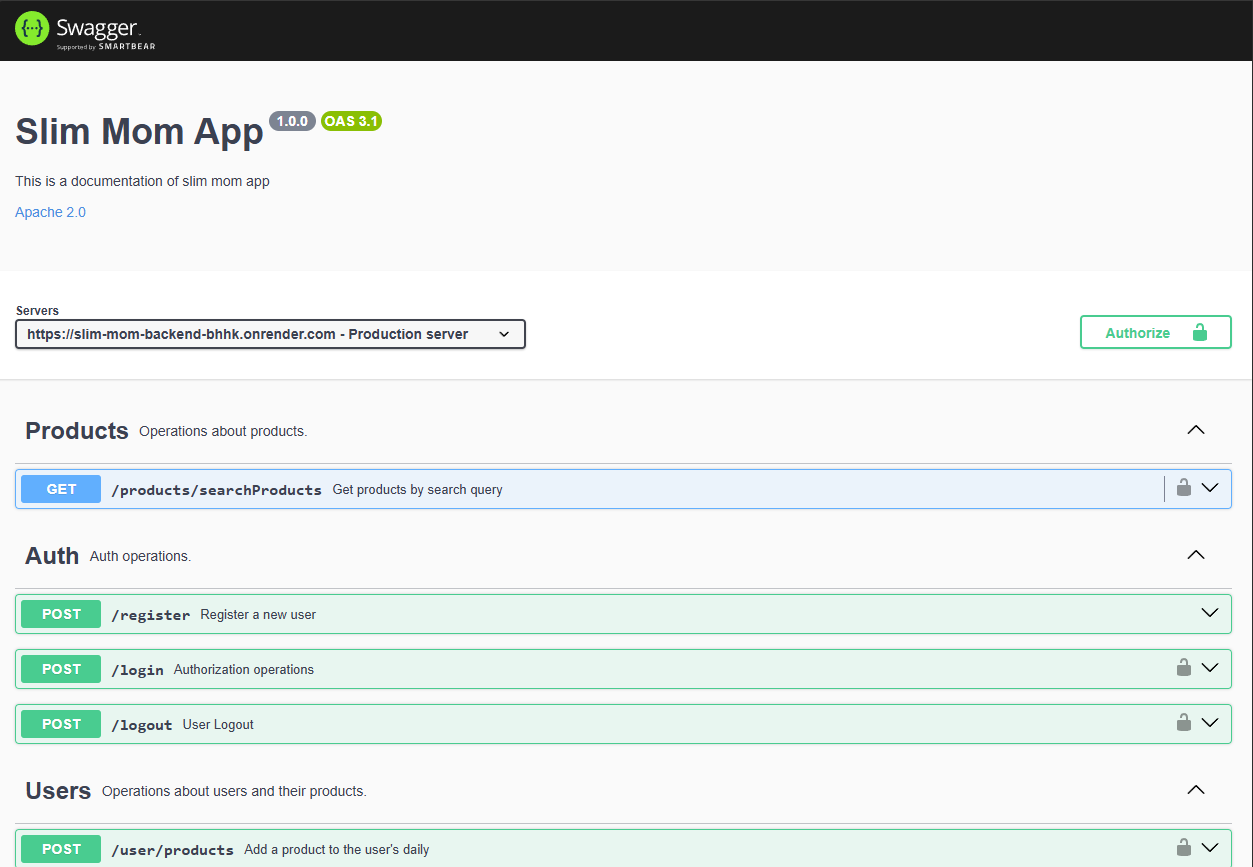 Swagger.
Supported by SMARTBEAR
Slim Mom App 1.0.0 OAS 3.1
This is a documentation of slim mom app
Apache 2.0
Servers
https://slim-mom-backend-bhhk.onrender.com - Production server
Authorize
Products Operations about products.
GET /products/searchProducts Get products by search query
Auth Auth operations.
POST /register Register a new user
POST /login Authorization operations
POST /logout User Logout
Users Operations about users and their products.
POST /user/products Add a product to the user's daily